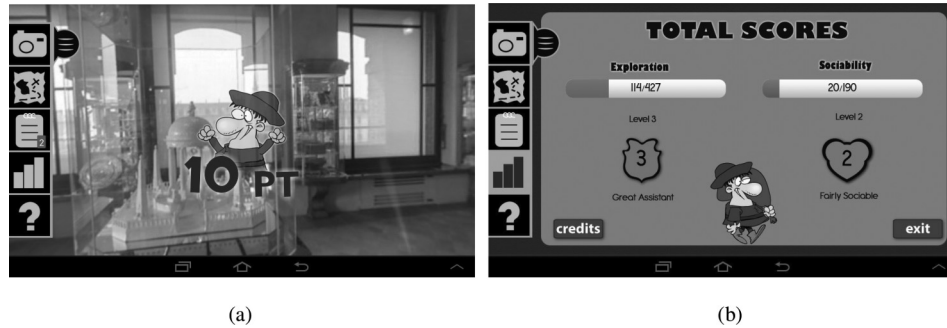 2
?
10 PT
(a)
TOTAL SCORES
Exploration
Sociability
114/427
20/190
Level 3
Level 2
3
2
Great Assistant
Fairly Sociable
?
credits
exit
(b)